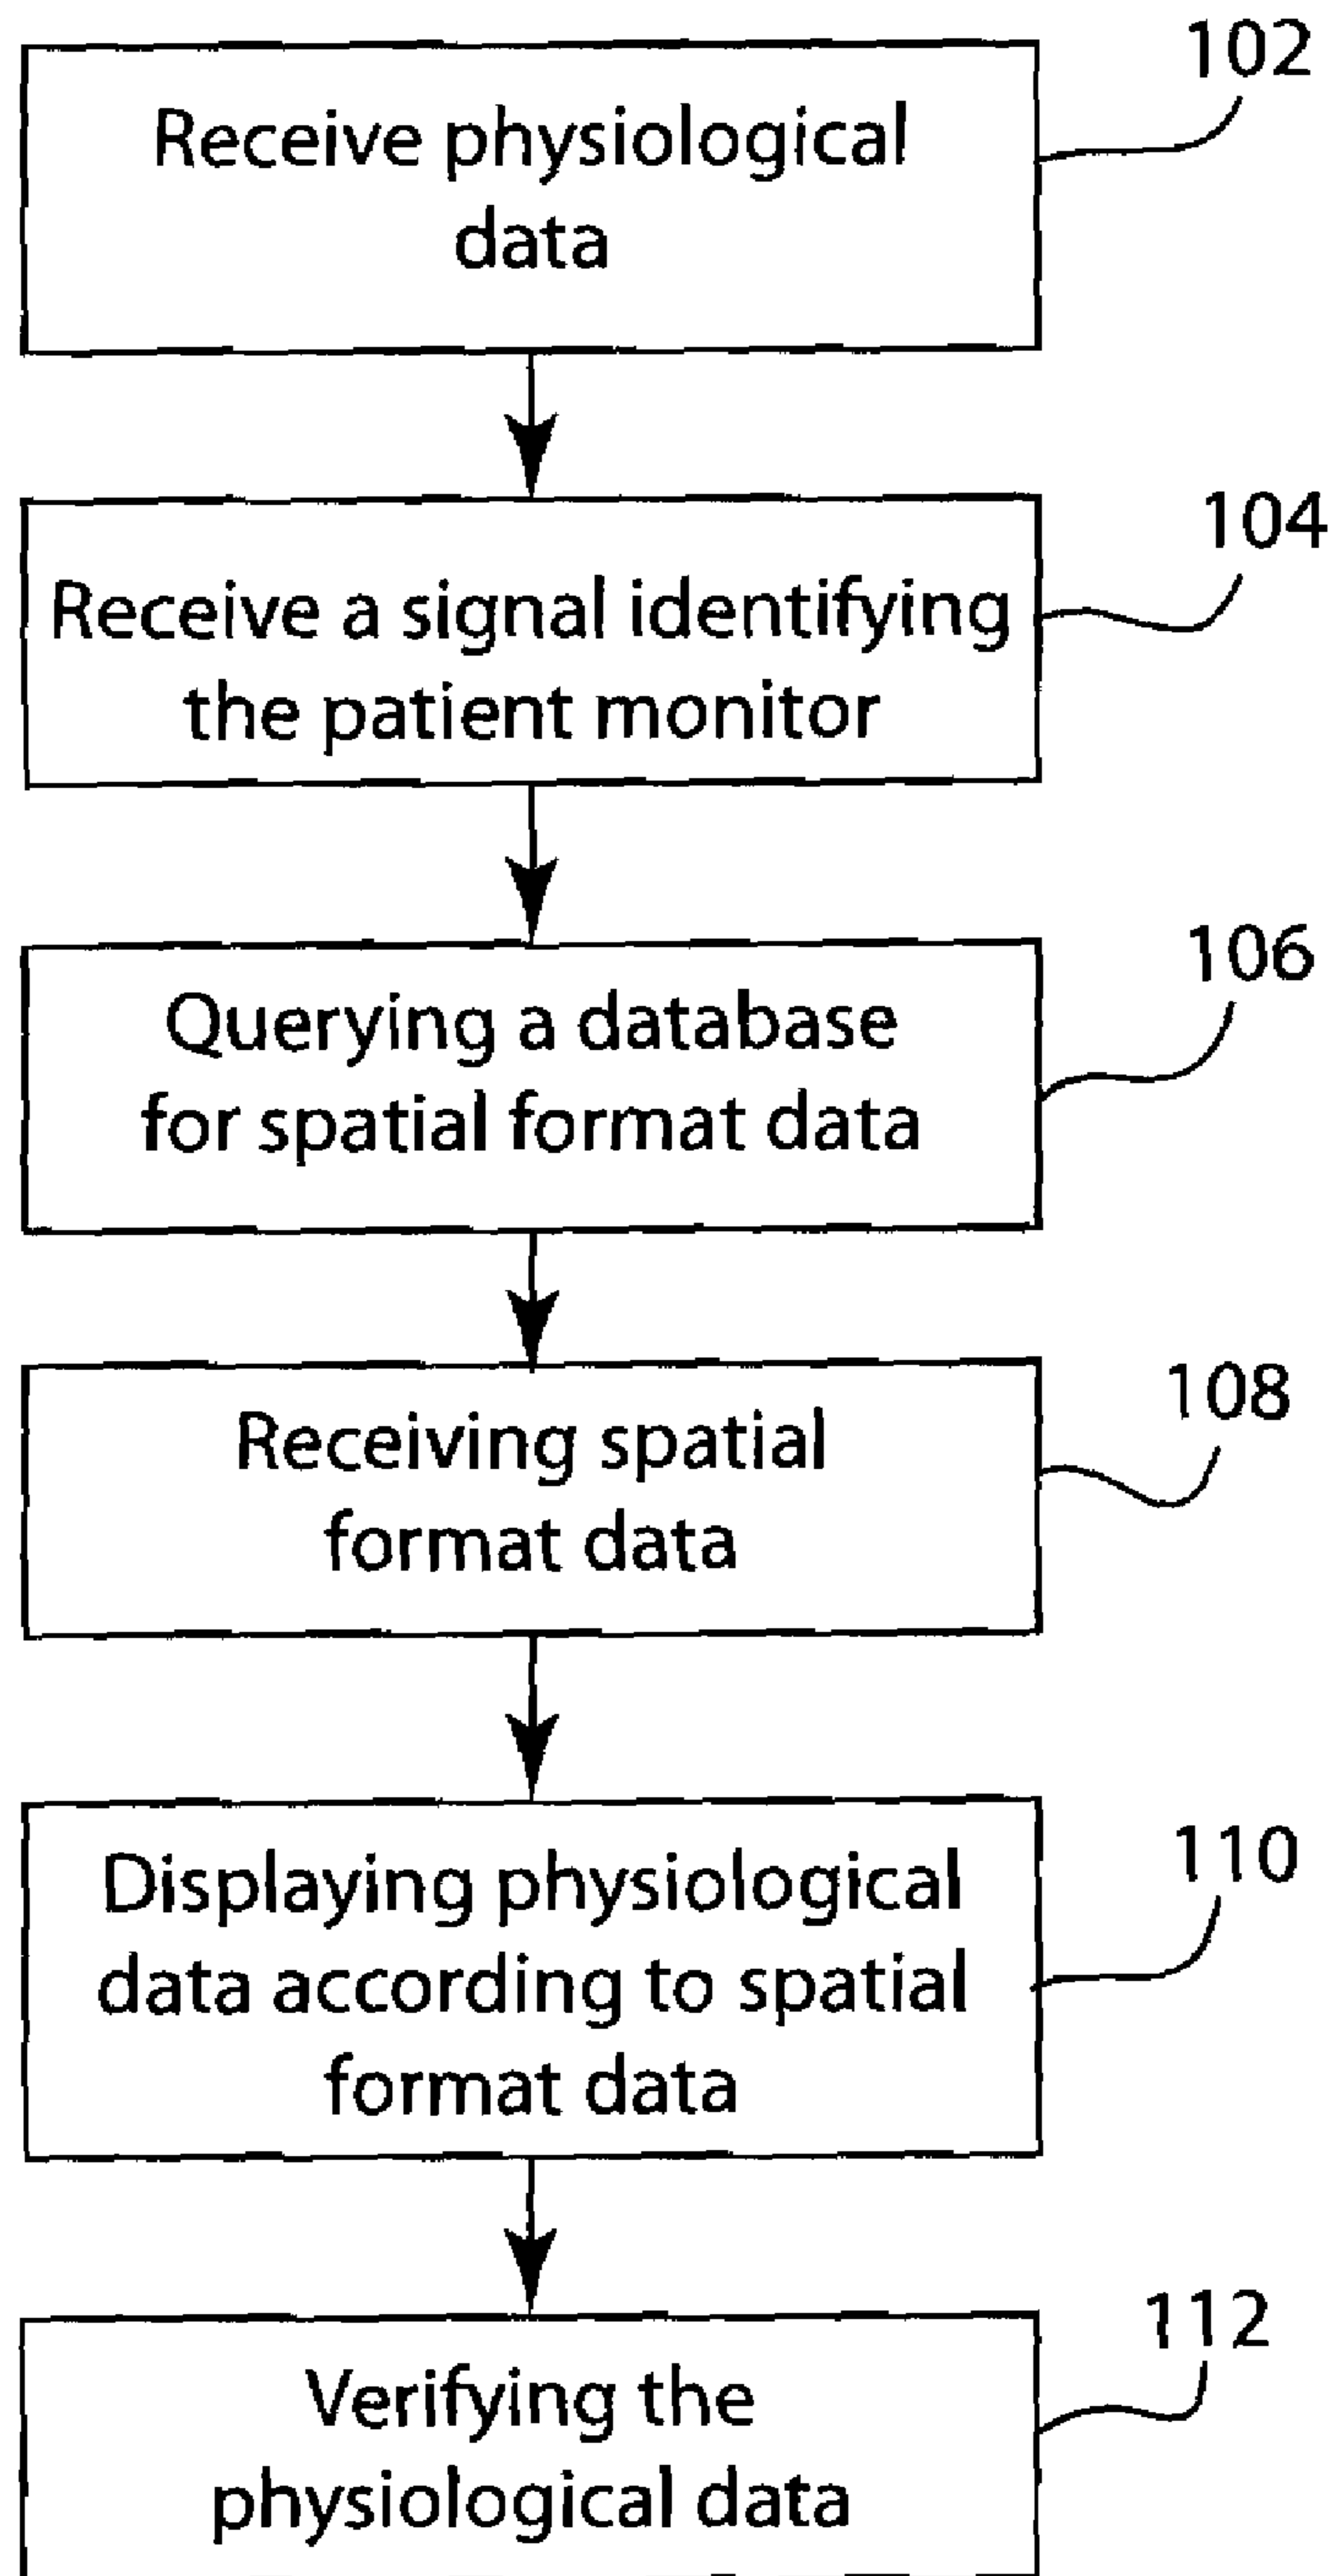 102
Receive physiological
data
104
Receive a signal identifying
the patient monitor
106
Querying a database
for spatial format data
108
Receiving spatial
format data
110
Displaying physiological
data according to spatial
format data
112
Verifying the
physiological data